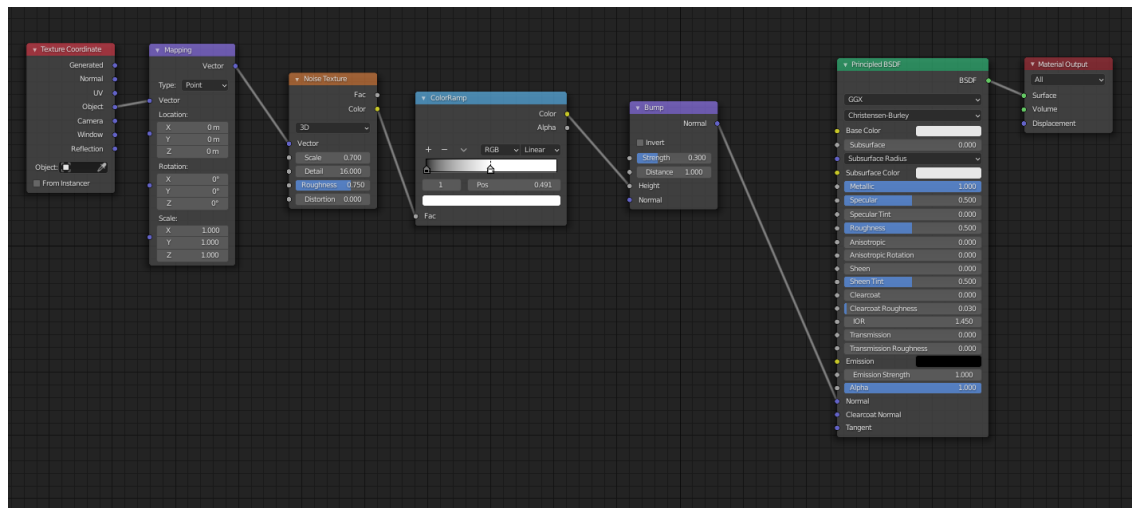 Texture Coordinate
Generated
Normal
UV
Object
Camera
Window
Reflection
Object:
From Instancer
Mapping
Vector
Type: Point
Vector
Location:
X 0 m
Y 0 m
Z 0 m
Rotation:
X 0°
Y 0°
Z 0°
Scale:
X 1.000
Y 1.000
Z 1.000
Noise Texture
Fac
Color
3D
Vector
Scale 0.700
Detail 16.000
Roughness 0.750
Distortion 0.000
ColorRamp
Color
Alpha
RGB Linear
1 Pos 0.491
Fac
Bump
Normal
Invert
Strength 0.300
Distance 1.000
Height
Normal
Principled BSDF
BSDF
GGX
Christensen-Burley
Base Color
Subsurface 0.000
Subsurface Radius
Subsurface Color
Metallic 1.000
Specular 0.500
Specular Tint 0.000
Roughness 0.500
Anisotropic 0.000
Anisotropic Rotation 0.000
Sheen 0.000
Sheen Tint 0.500
Clearcoat 0.000
Clearcoat Roughness 0.030
IOR 1.450
Transmission 0.000
Transmission Roughness 0.000
Emission
Emission Strength 1.000
Alpha 1.000
Normal
Clearcoat Normal
Tangent
Material Output
All
Surface
Volume
Displacement